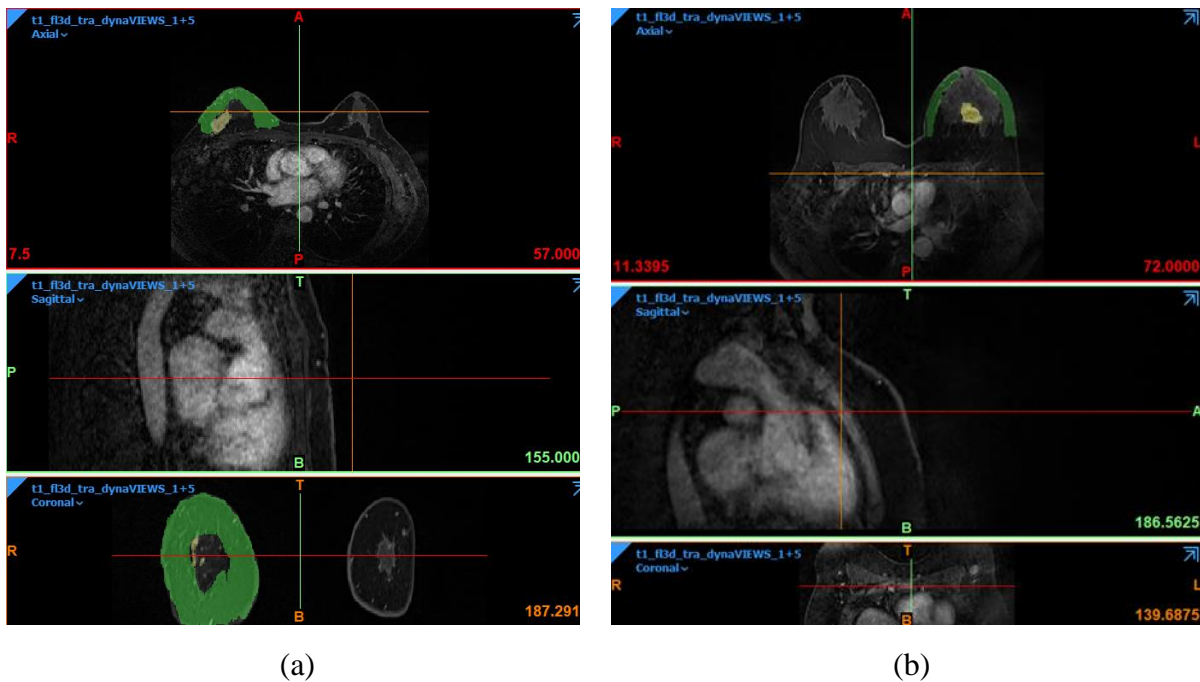 t1_fl3d_tra_dynaVIEWS_1+5
Axial
A
R
7.5
P
57.000
t1_fl3d_tra_dynaVIEWS_1+5
Sagittal
T
P
B
155.000
t1_fl3d_tra_dynaVIEWS_1+5
Coronal
T
R
B
187.291
(a)
t1_fl3d_tra_dynaVIEWS_1+5
Axial
A
R
L
11.3395
P
72.0000
t1_fl3d_tra_dynaVIEWS_1+5
Sagittal
T
P
A
B
186.5625
t1_fl3d_tra_dynaVIEWS_1+5
Coronal
T
R
L
B
139.6875
(b)